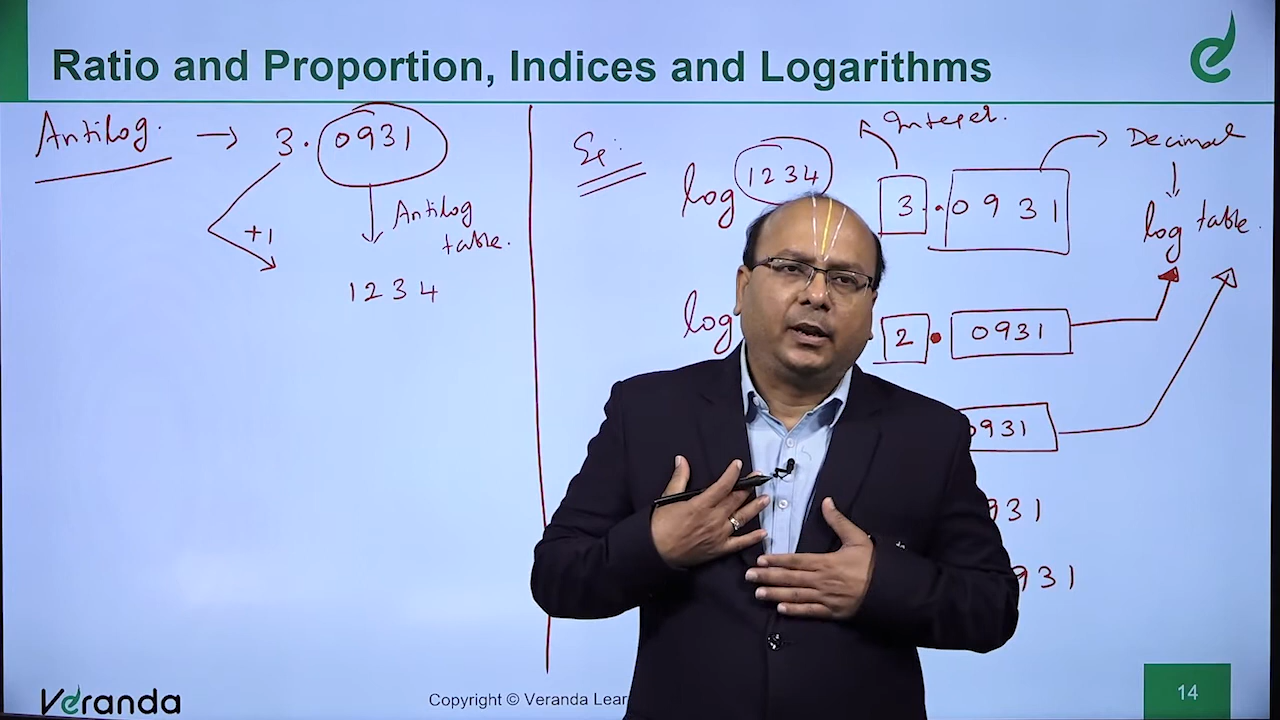 Ratio and Proportion, Indices and Logarithms
Antilog. → 3.0931
+1
Antilog
table.
1234
Ex:
Integer.
Decimal
log 1234
3.0931
log table.
log
2.0931
0931
931
931
Veranda
Copyright © Veranda Lear
14